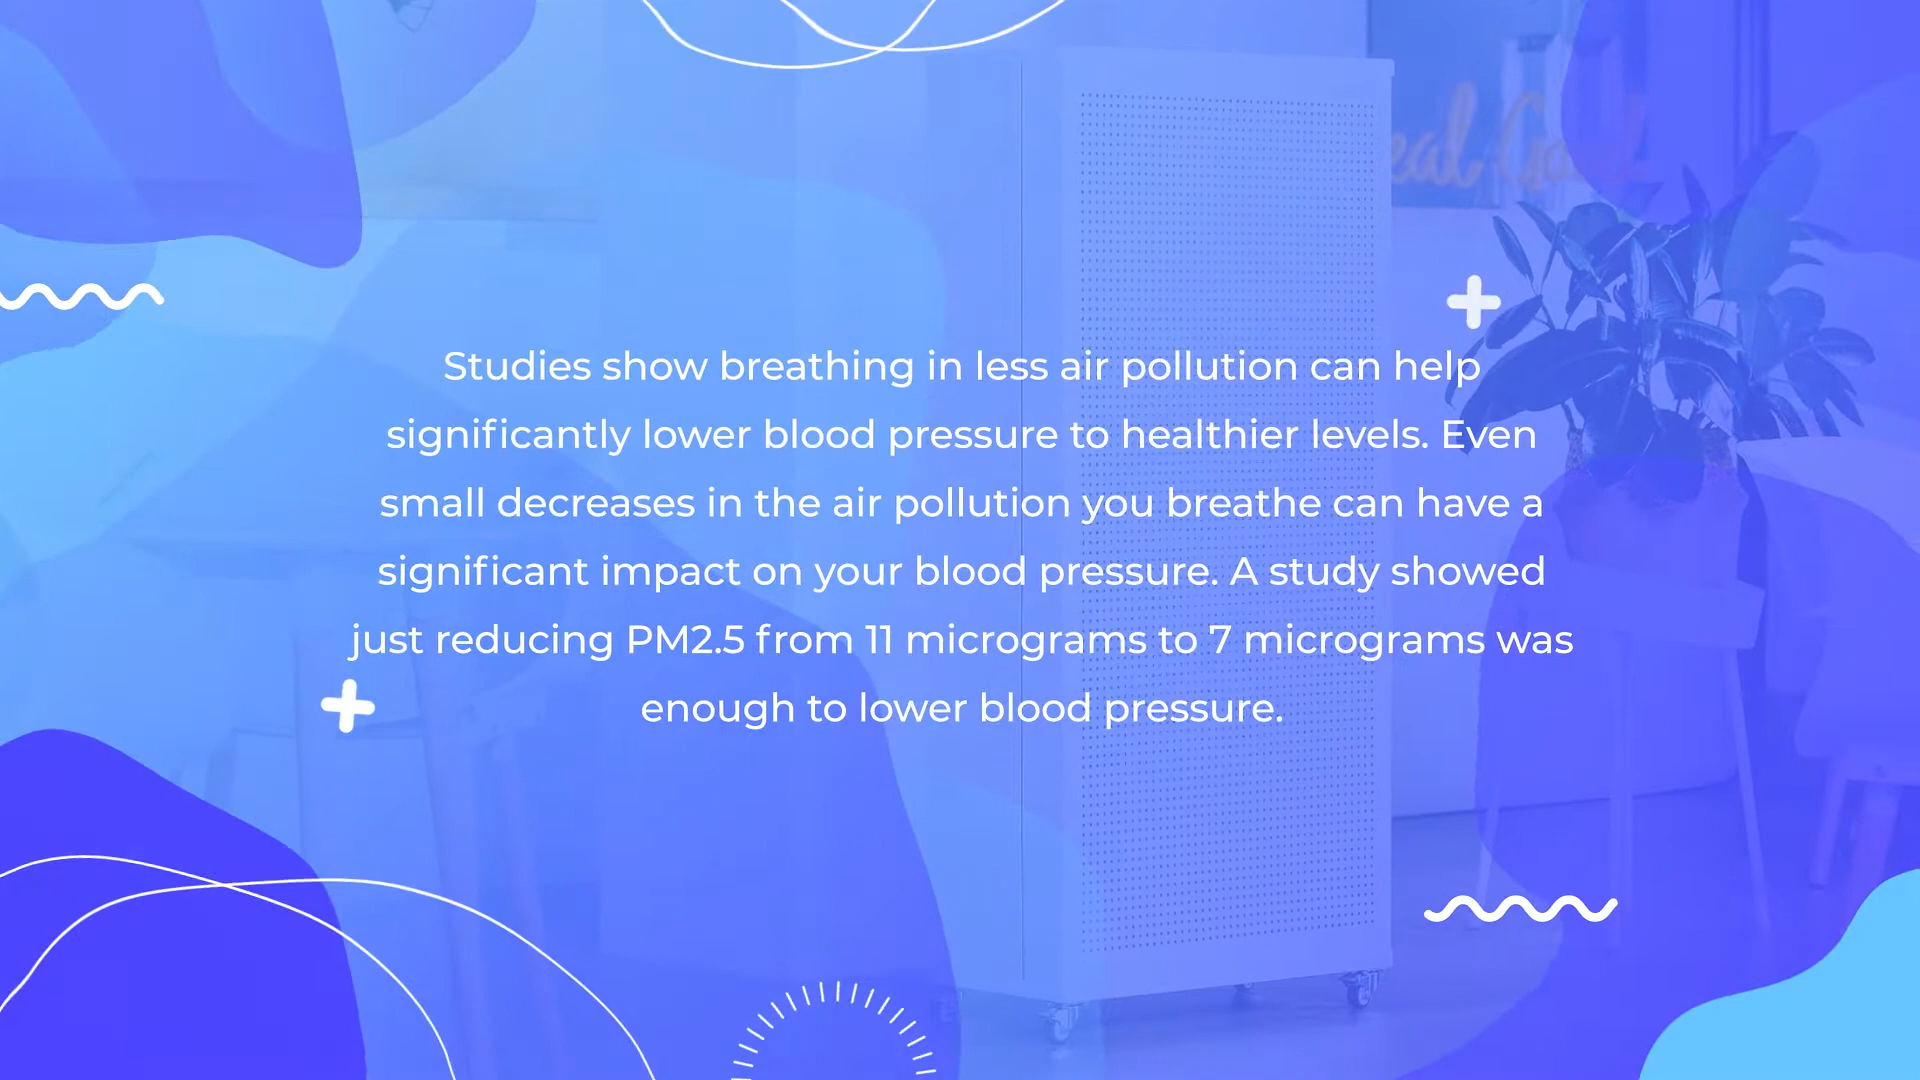 Studies show breathing in less air pollution can help
significantly lower blood pressure to healthier levels. Even
small decreases in the air pollution you breathe can have a
significant impact on your blood pressure. A study showed
just reducing PM2.5 from 11 micrograms to 7 micrograms was
enough to lower blood pressure.